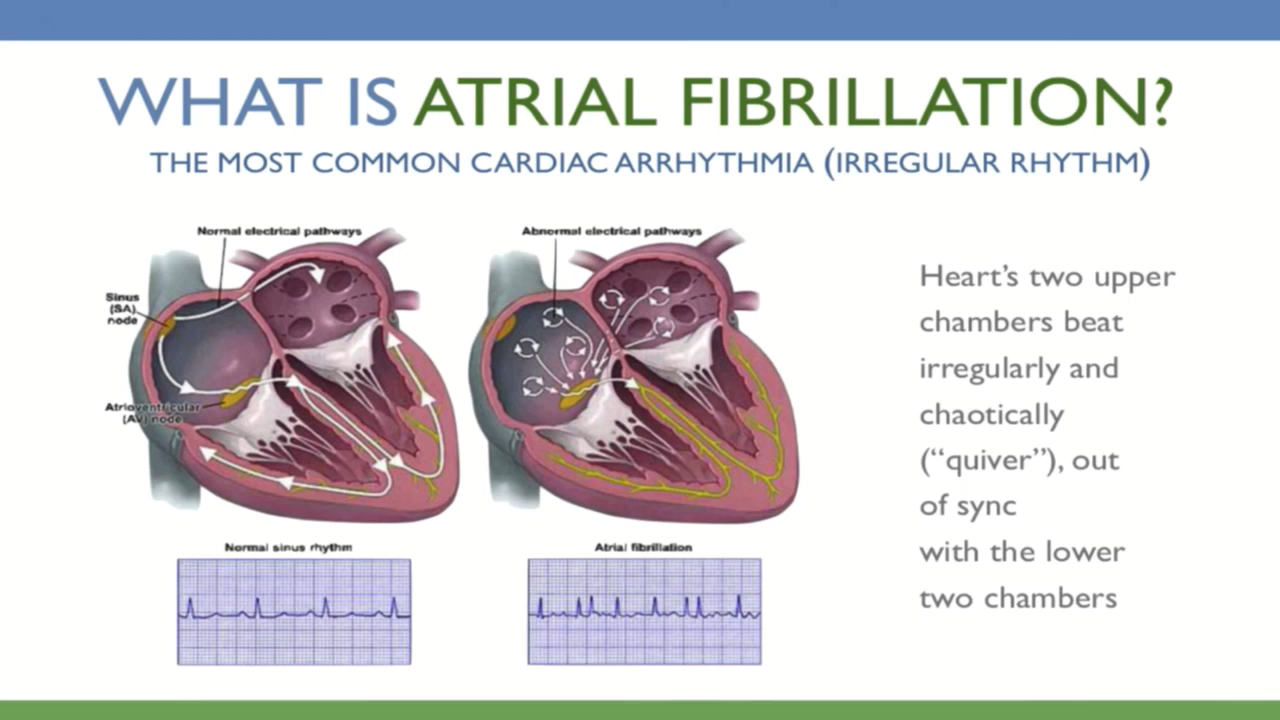 WHAT IS ATRIAL FIBRILLATION?
THE MOST COMMON CARDIAC ARRHYTHMIA (IRREGULAR RHYTHM)
Normal electrical pathways
Sinus
(SA)
node
Atrioventricular
(AV) node
Normal sinus rhythm
Abnormal electrical pathways
Atrial fibrillation
Heart's two upper
chambers beat
irregularly and
chaotically
(“quiver”), out
of sync
with the lower
two chambers